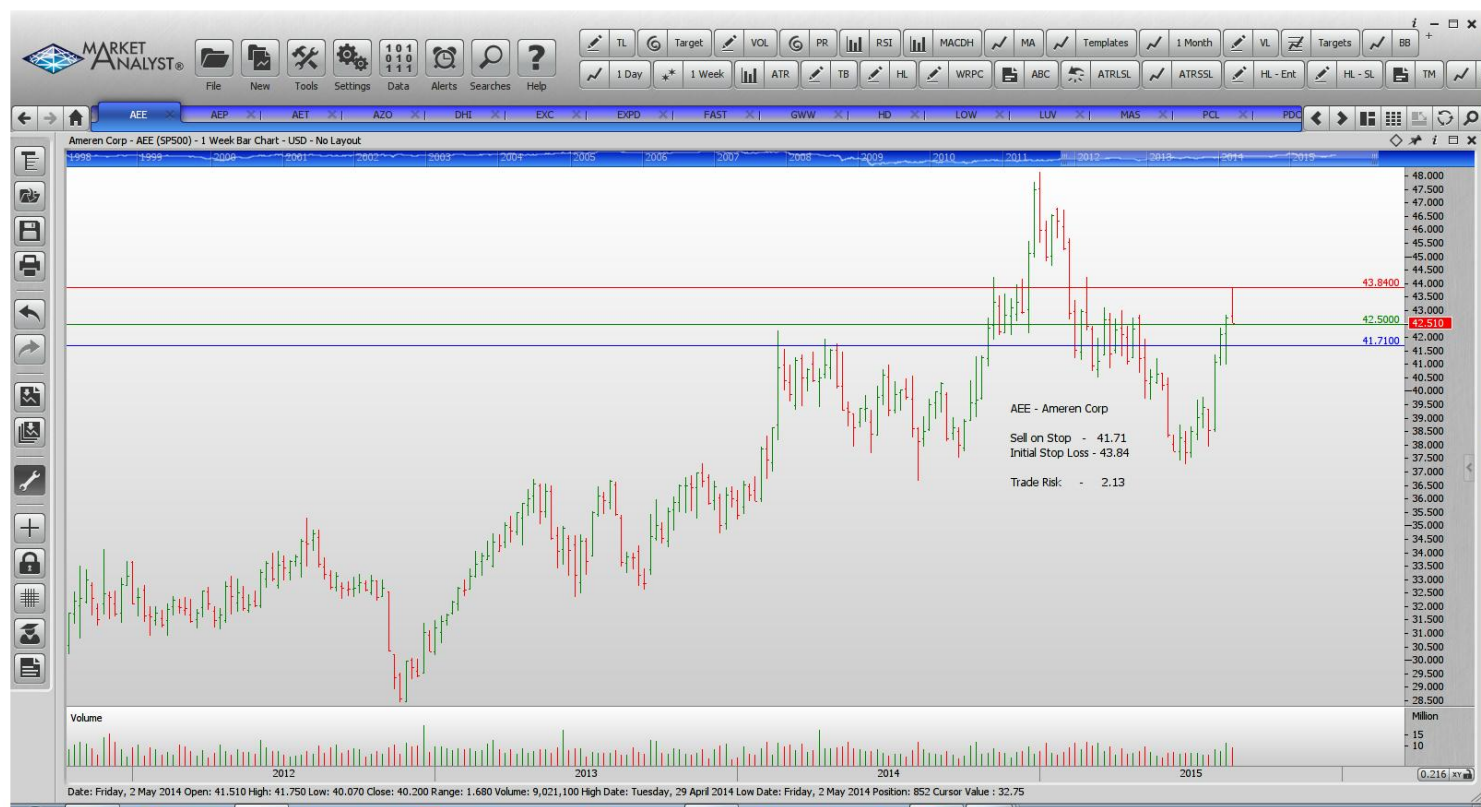 i
MARKET ANALYST®
File New Tools Settings Data Alerts Searches Help
TL Target VOL PR RSI MACDH MA Templates 1 Month VL Targets BB
1 Day 1 Week ATR TB HL WRPC ABC ATRLSL ATRSSL HL - Ent HL - SL TM
AEE AEP AET AZO DHI EXC EXPD FAST GWW HD LOW LUV MAS PCL PDC
Ameren Corp - AEE (SP500) - 1 Week Bar Chart - USD - No Layout
1998 1999 2000 2001 2002 2003 2004 2005 2006 2007 2008 2009 2010 2011 2012 2013 2014 2015
48.000
47.500
47.000
46.500
46.000
45.500
45.000
44.500
43.8400
44.000
43.500
43.000
42.5000
42.510
42.000
41.7100
41.500
41.000
40.500
40.000
39.500
39.000
38.500
38.000
37.500
37.000
36.500
36.000
35.500
35.000
34.500
34.000
33.500
33.000
32.500
32.000
31.500
31.000
30.500
30.000
29.500
29.000
28.500
AEE - Ameren Corp
Sell on Stop - 41.71
Initial Stop Loss - 43.84
Trade Risk - 2.13
Volume
Million
15
10
2012 2013 2014 2015
0.216 XY
Date: Friday, 2 May 2014 Open: 41.510 High: 41.750 Low: 40.070 Close: 40.200 Range: 1.680 Volume: 9,021,100 High Date: Tuesday, 29 April 2014 Low Date: Friday, 2 May 2014 Position: 852 Cursor Value : 32.75